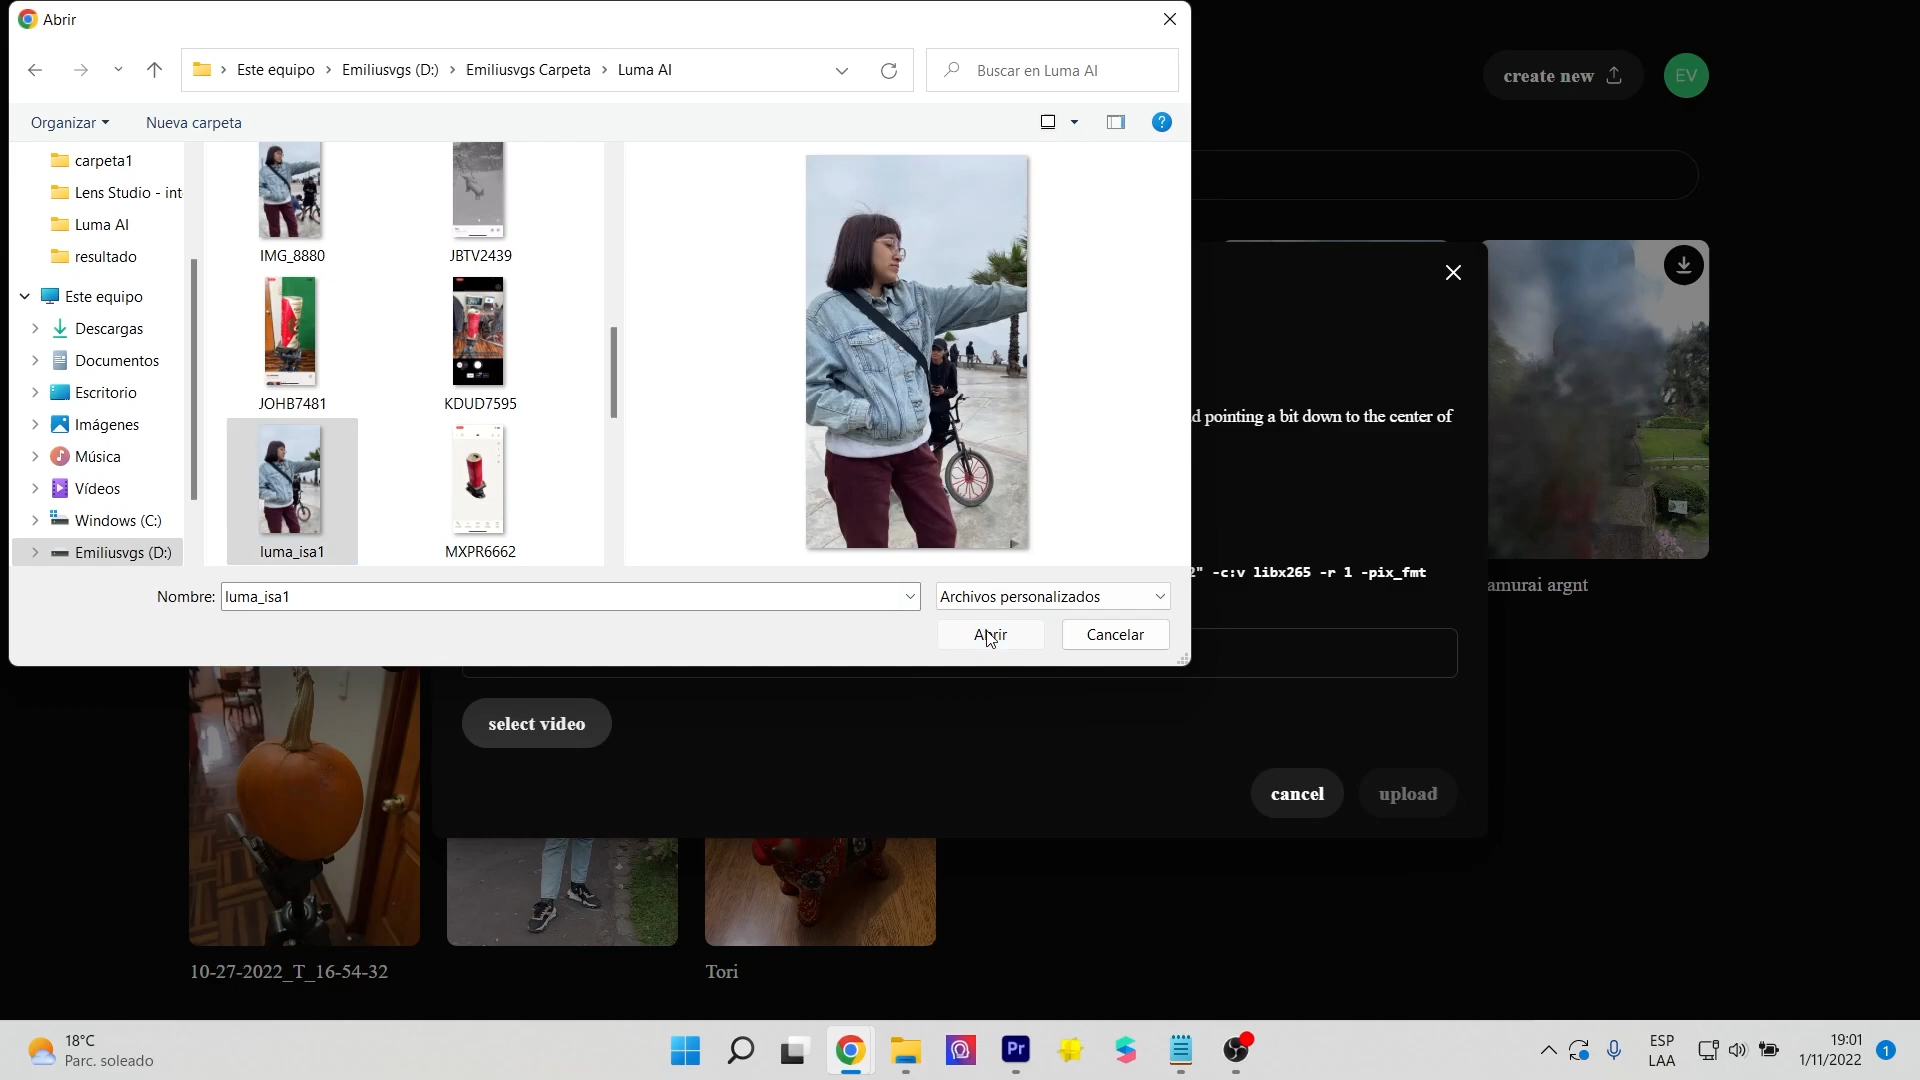 Abrir
Este equipo
Emiliusvgs (D:)
Emiliusvgs Carpeta
Luma AI
Buscar en Luma AI
create new
EV
Organizar
Nueva carpeta
?
carpeta1
Lens Studio - int
Luma AI
resultado
Este equipo
Descargas
Documentos
Escritorio
Imágenes
Música
Vídeos
Windows (C:)
Emiliusvgs (D:)
IMG_8880
JBTV2439
JOHB7481
KDUD7595
luma_isa1
MXPR6662
d pointing a bit down to the center of
2" -c:v libx265 -r 1 -pix_fmt
amurai argnt
Nombre:
luma_isa1
Archivos personalizados
Abrir
Cancelar
select video
cancel
upload
10-27-2022_T_16-54-32
Tori
18°C
Parc. soleado
Pr
ESP
LAA
19:01
1/11/2022
1